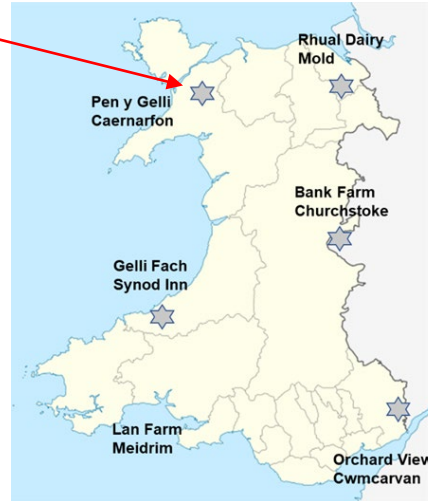 Rhual Dairy
Mold
Pen y Gelli
Caernarfon
Bank Farm
Churchstoke
Gelli Fach
Synod Inn
Lan Farm
Meidrim
Orchard View
Cwmcarvan